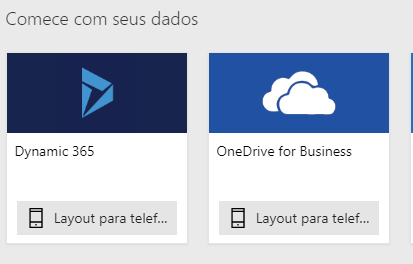 Comece com seus dados
Dynamic 365
OneDrive for Business
Layout para telef...
Layout para telef...